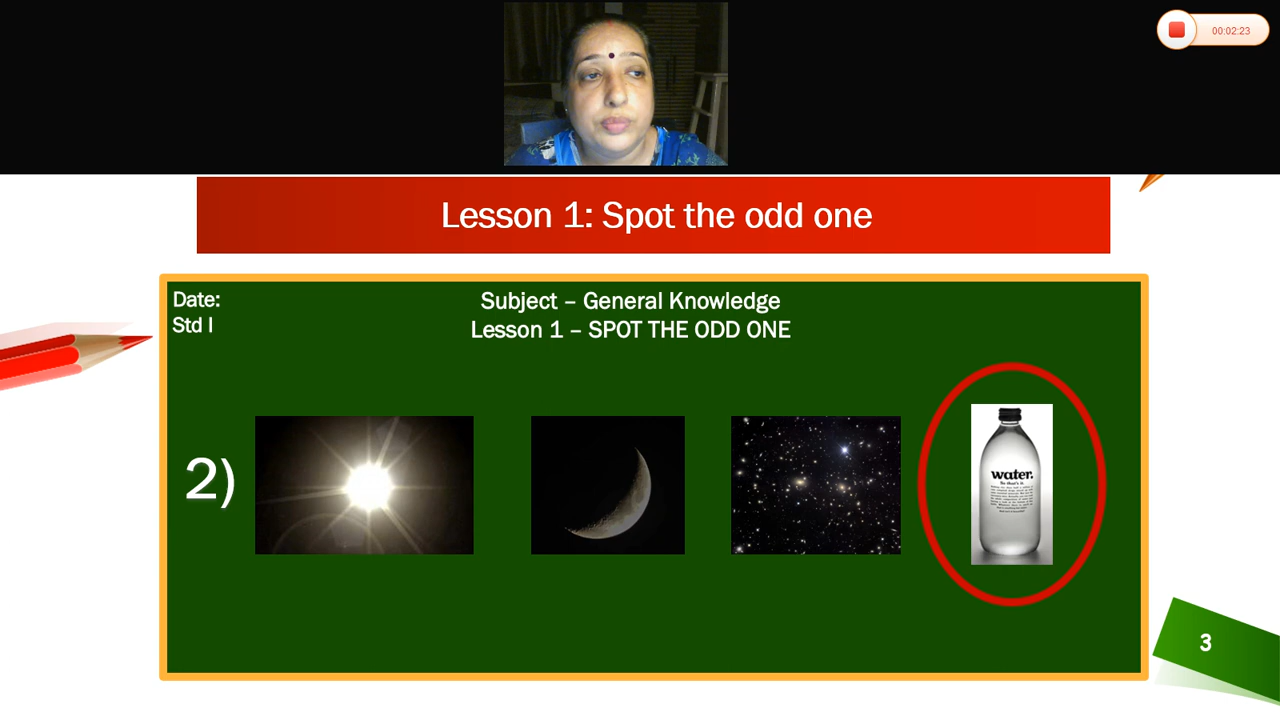 00:02:23
Lesson 1: Spot the odd one
Date:
Std I
Subject – General Knowledge
Lesson 1 – SPOT THE ODD ONE
2)
water.
3